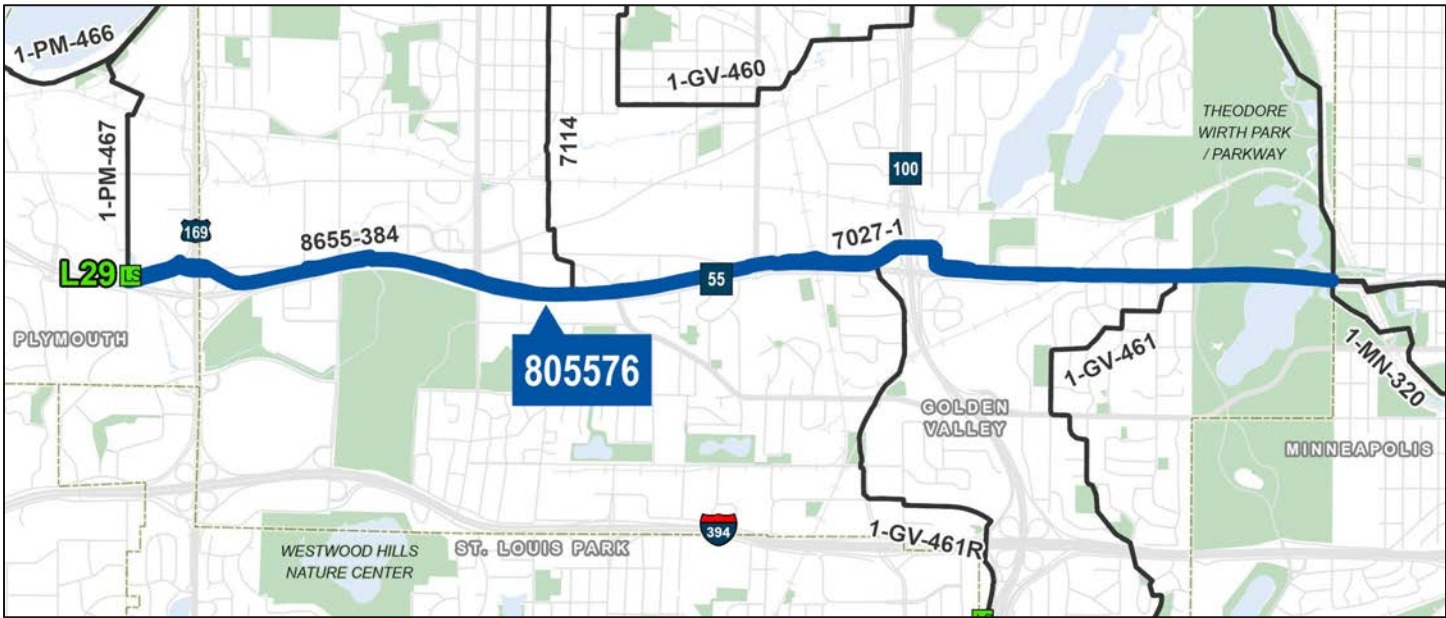 1-PM-466
1-GV-460
THEODORE
WIRTH PARK
/ PARKWAY
7114
100
1-PM-467
169
8655-384
7027-1
L29
LS
55
PLYMOUTH
805576
1-GV-461
1-MN-320
GOLDEN
VALLEY
MINNEAPOLIS
394
1-GV-461R
WESTWOOD HILLS
NATURE CENTER
ST. LOUIS PARK